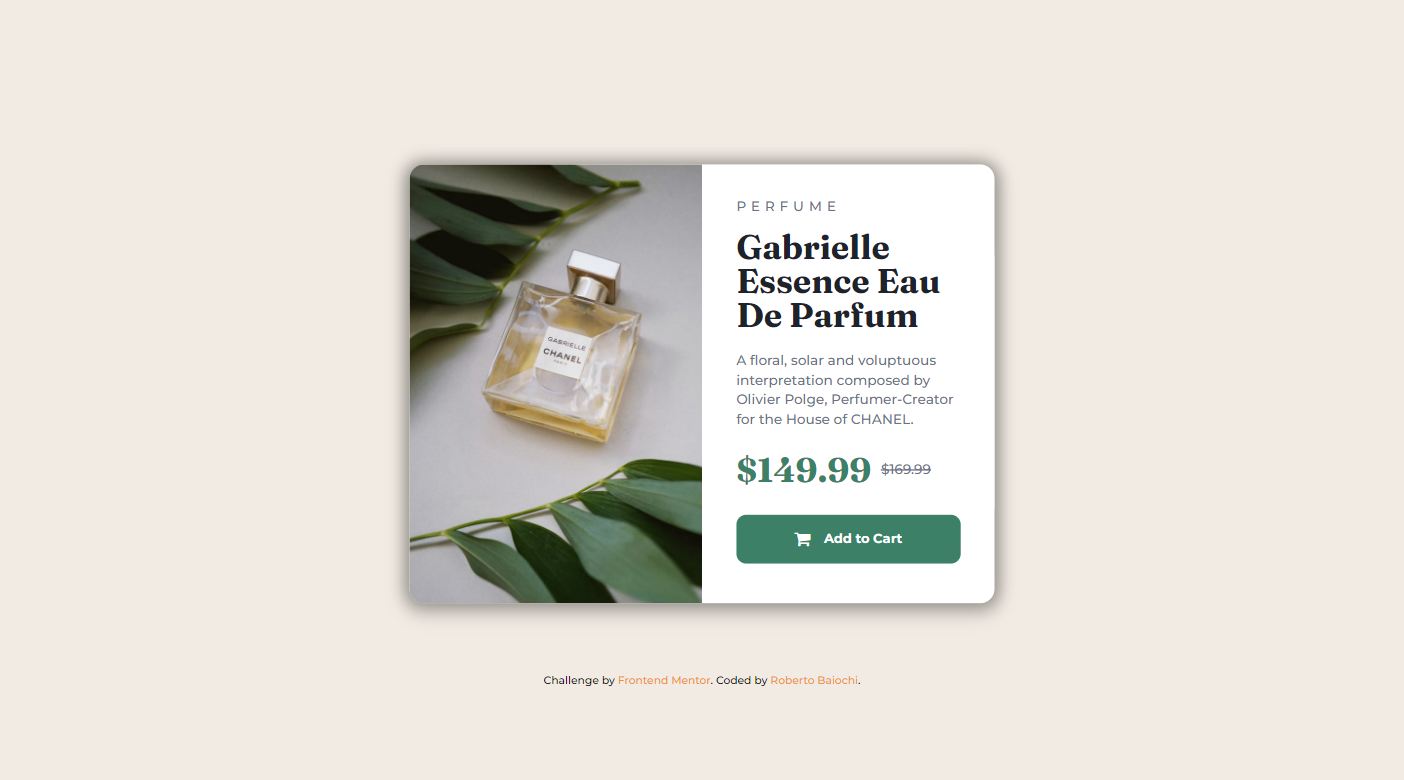 GABRIELLE
CHANEL
PARIS
PERFUME
Gabrielle
Essence Eau
De Parfum
A floral, solar and voluptuous
interpretation composed by
Olivier Polge, Perfumer-Creator
for the House of CHANEL.
$149.99 $169.99
Add to Cart
Challenge by Frontend Mentor. Coded by Roberto Baiochi.